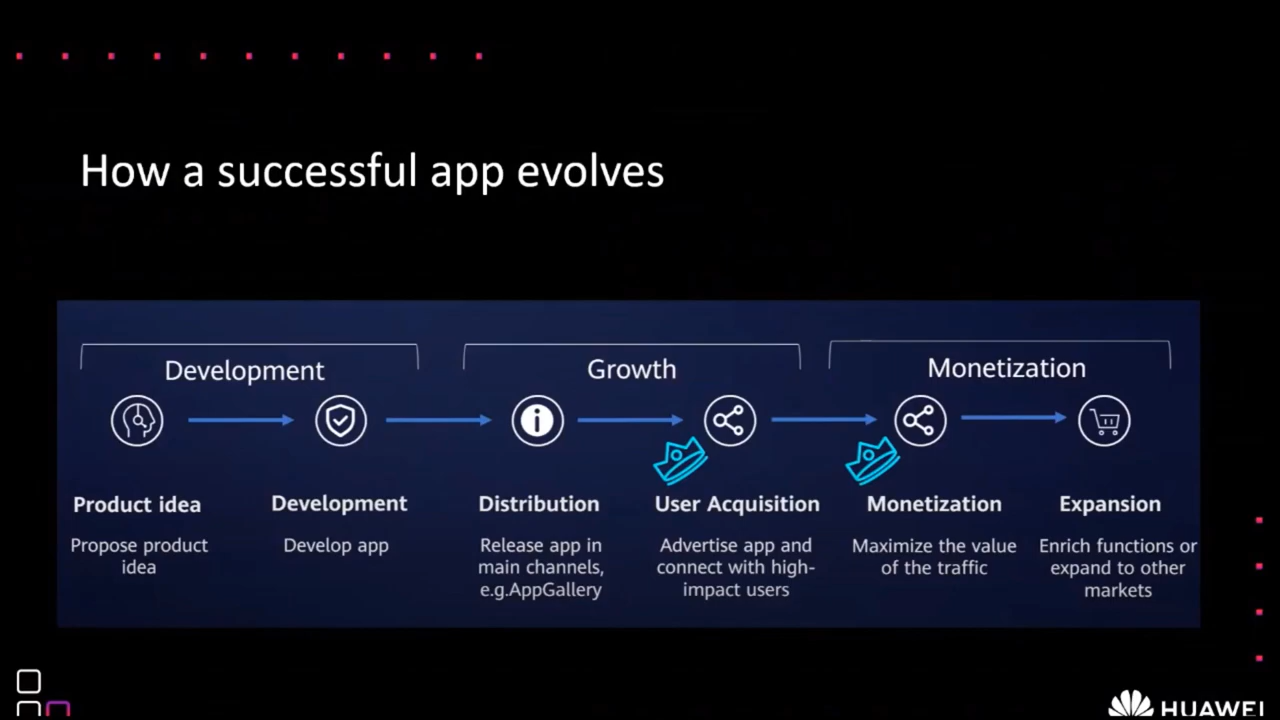 How a successful app evolves
Development
Growth
Monetization
Product idea
Propose product
idea
Development
Develop app
Distribution
Release app in
main channels,
e.g.AppGallery
User Acquisition
Advertise app and
connect with high-
impact users
Monetization
Maximize the value
of the traffic
Expansion
Enrich functions or
expand to other
markets
HUAWEI